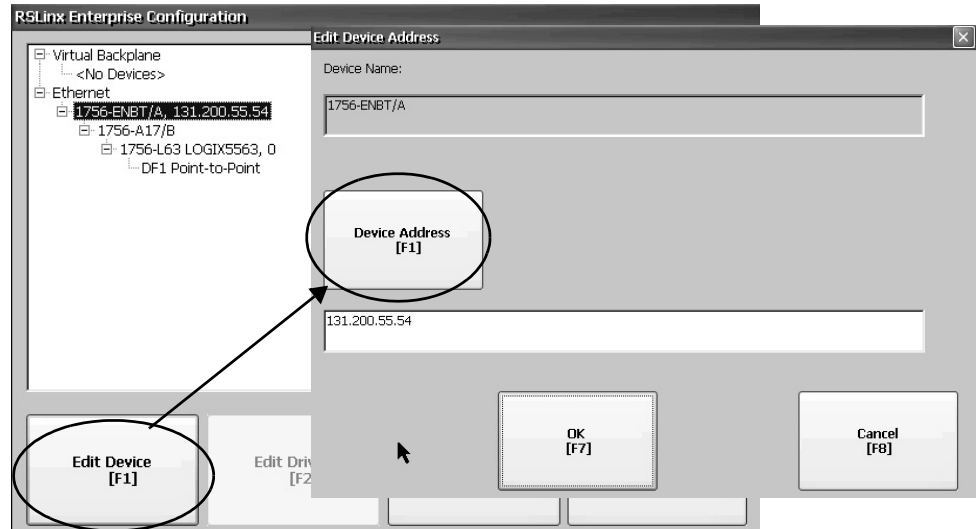 RSLinx Enterprise Configuration
Virtual Backplane
<No Devices>
Ethernet
1756-ENBT/A, 131.200.55.54
1756-A17/B
1756-L63 LOGIX5563, 0
DF1 Point-to-Point
Edit Device
[F1]
Edit
[F2
Edit Device Address
Device Name:
1756-ENBT/A
Device Address
[F1]
131.200.55.54
OK
[F7]
Cancel
[F8]